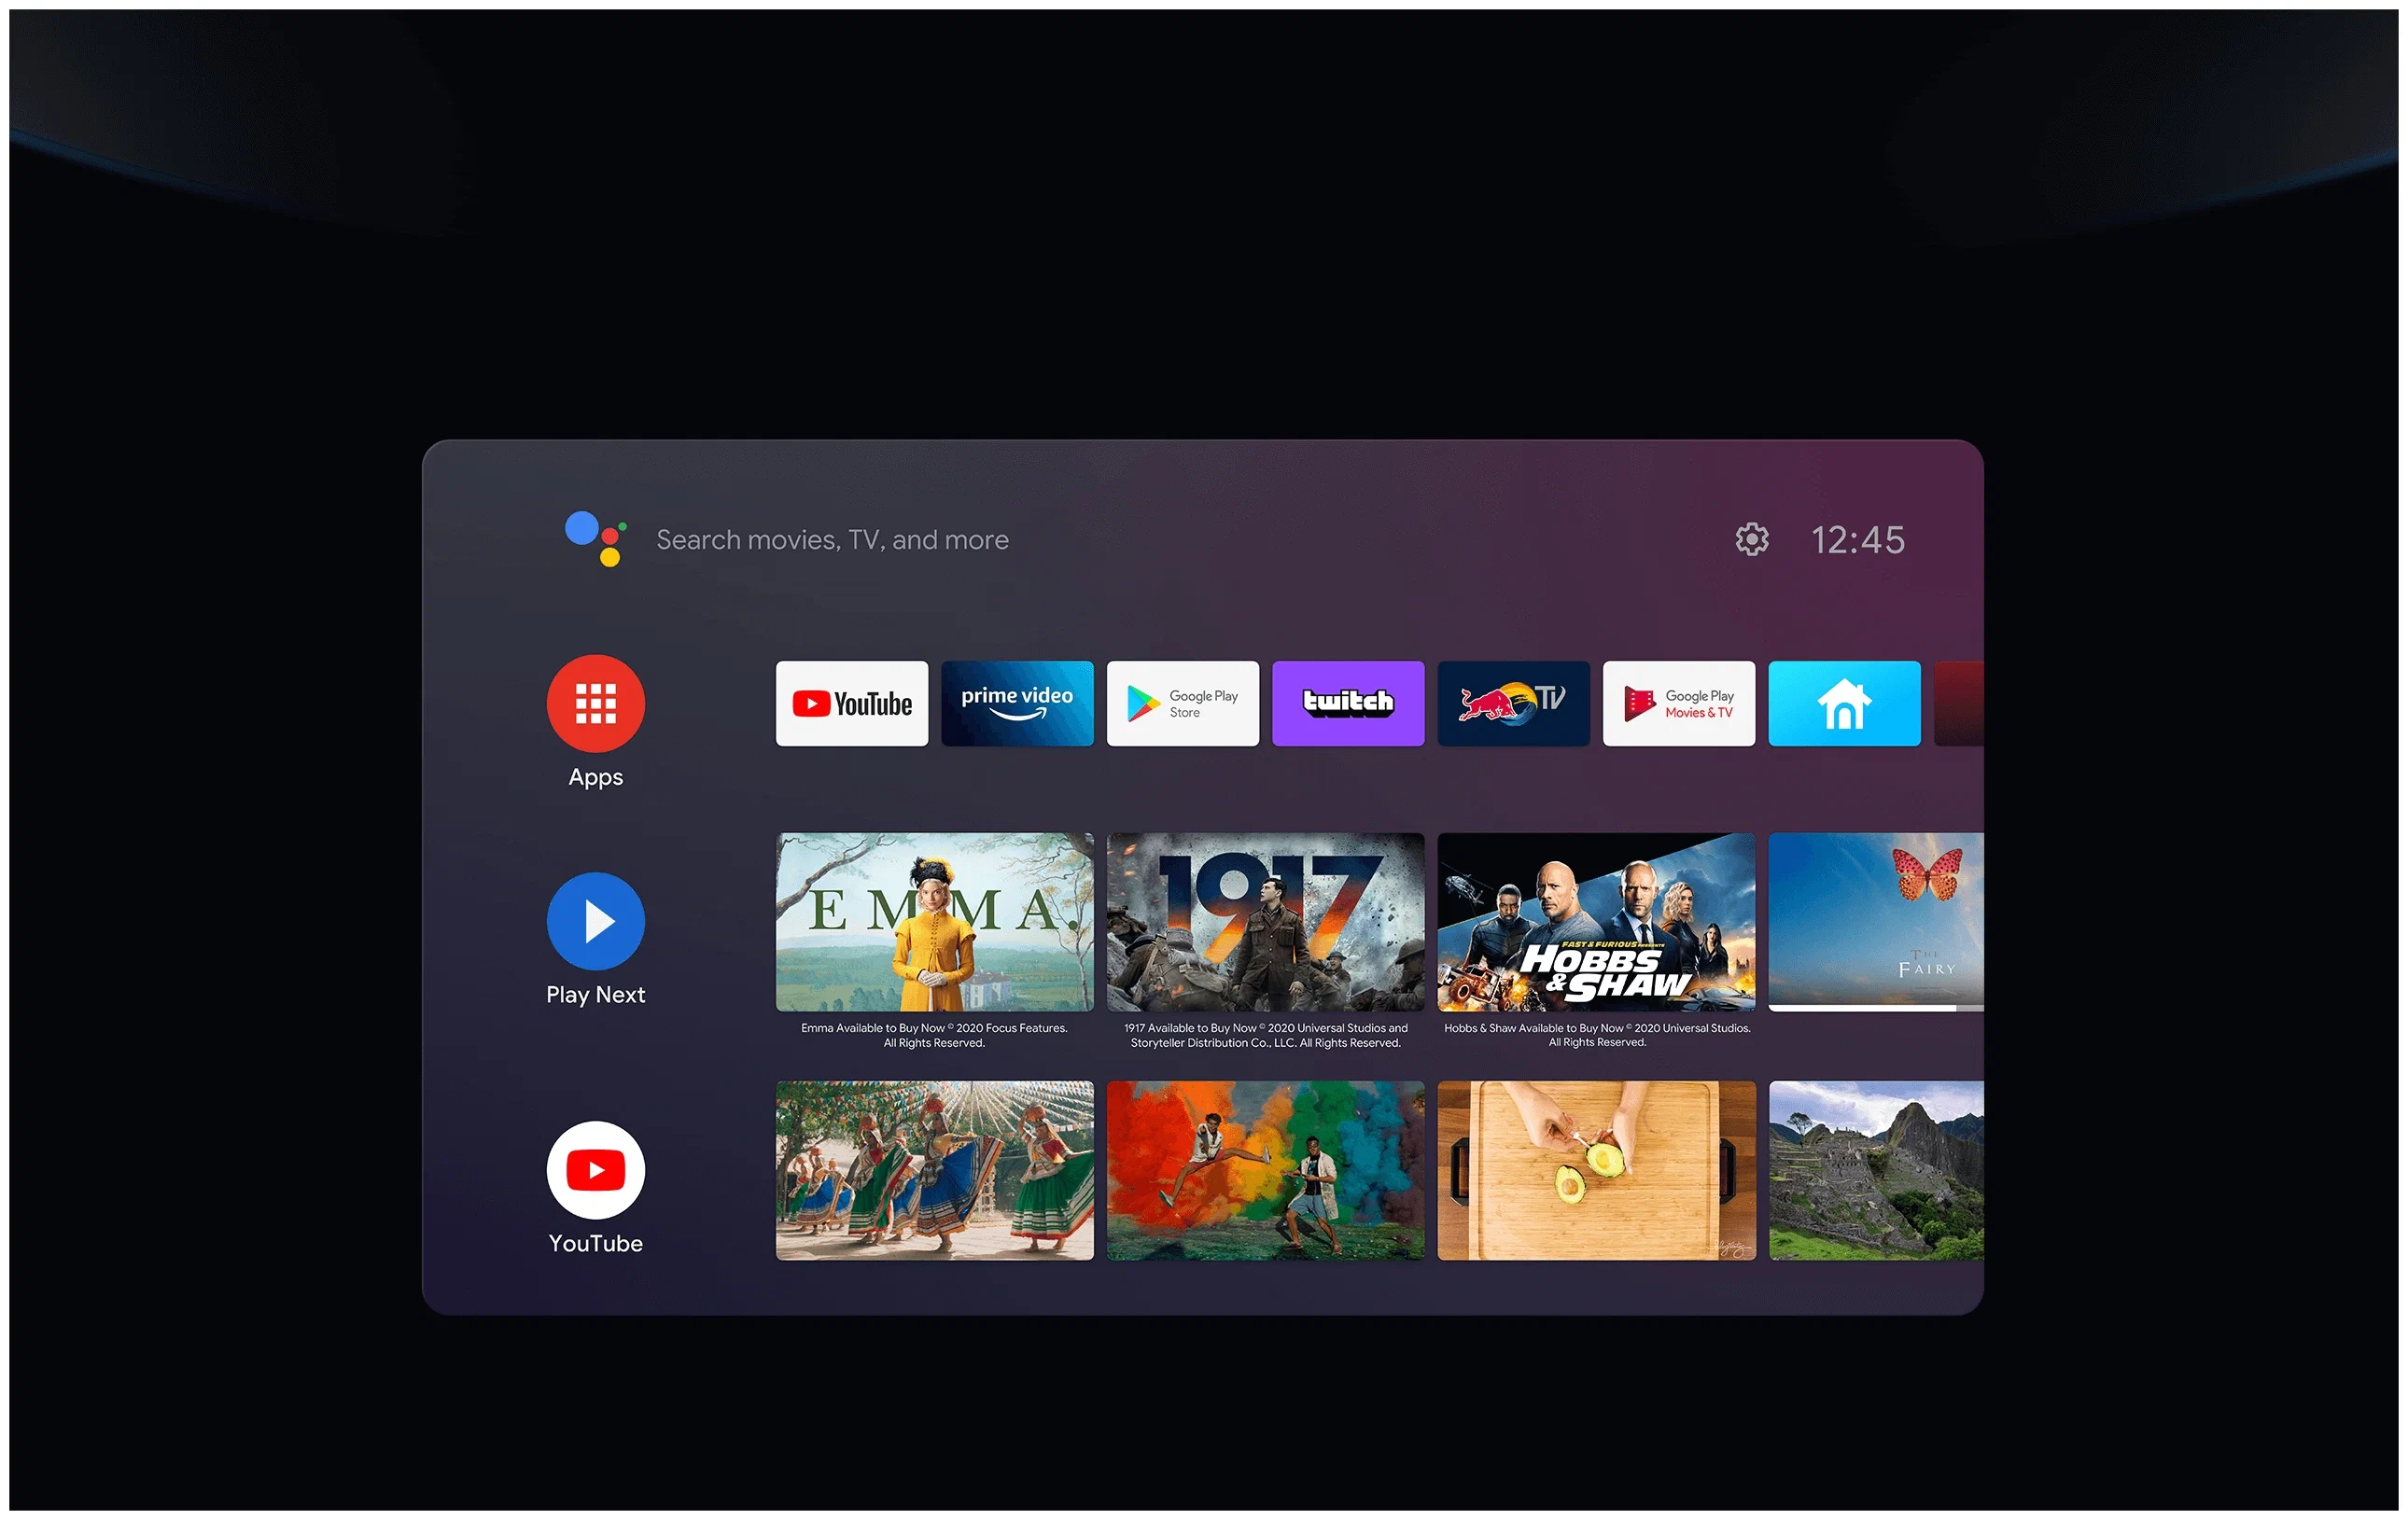 Search movies, TV, and more
12:45
Apps
YouTube
prime video
Google Play
Store
twitch
TV
Google Play
Movies & TV
Play Next
EMMA.
1917
FAST & FURIOUS PRESENTS
HOBBS
& SHAW
THE
FAIRY
Emma Available to Buy Now © 2020 Focus Features.
All Rights Reserved.
1917 Available to Buy Now © 2020 Universal Studios and
Storyteller Distribution Co., LLC. All Rights Reserved.
Hobbs & Shaw Available to Buy Now © 2020 Universal Studios.
All Rights Reserved.
YouTube